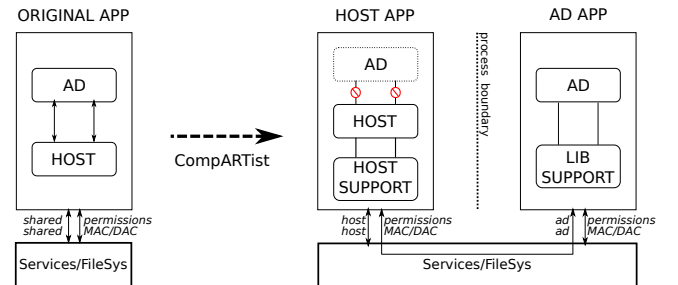 ORIGINAL APP
HOST APP
AD APP
AD
HOST
CompARTist
AD
HOST
HOST
SUPPORT
process boundary
AD
LIB
SUPPORT
shared permissions
shared MAC/DAC
host permissions
host MAC/DAC
ad permissions
ad MAC/DAC
Services/FileSys
Services/FileSys